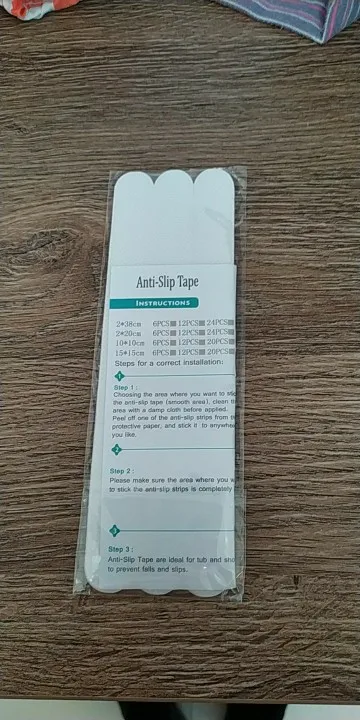 Anti-Slip Tape
INSTRUCTIONS
2*38cm 6PCS 12PCS 24PCS
2*20cm 6PCS 12PCS 24PCS
10*10cm 6PCS 12PCS 20PCS
15*15cm 6PCS 12PCS 20PCS
Steps for a correct installation:
1
Step 1 :
Choosing the area where you want to
the anti-slip tape (smooth area), clean
area with a damp cloth before applied.
Peel off one of the anti-slip strips from
protective paper, and stick it to
you like.
2
Step 2 :
Please make sure the area where you
to stick the anti-slip strips is completely
3
Step 3 :
Anti-Slip Tape are ideal for tub and
to prevent falls and slips.